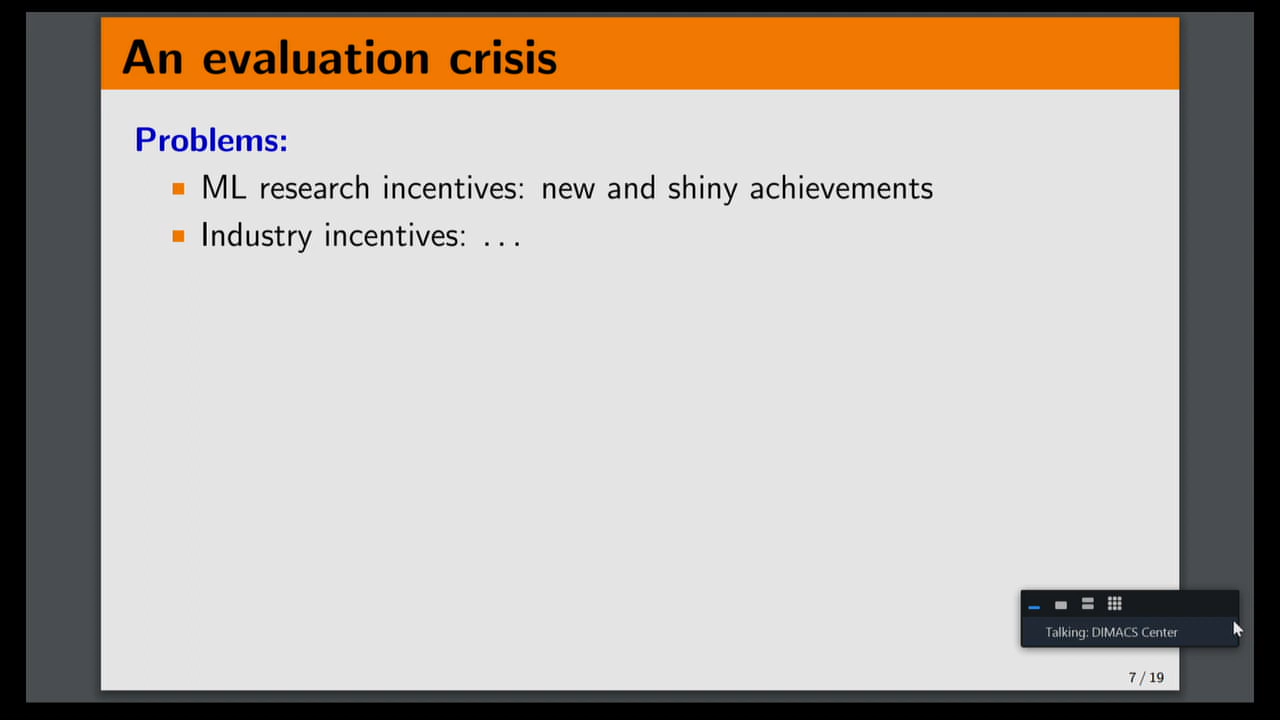 An evaluation crisis
Problems:
ML research incentives: new and shiny achievements
Industry incentives: . . .
Talking: DIMACS Center
7 / 19